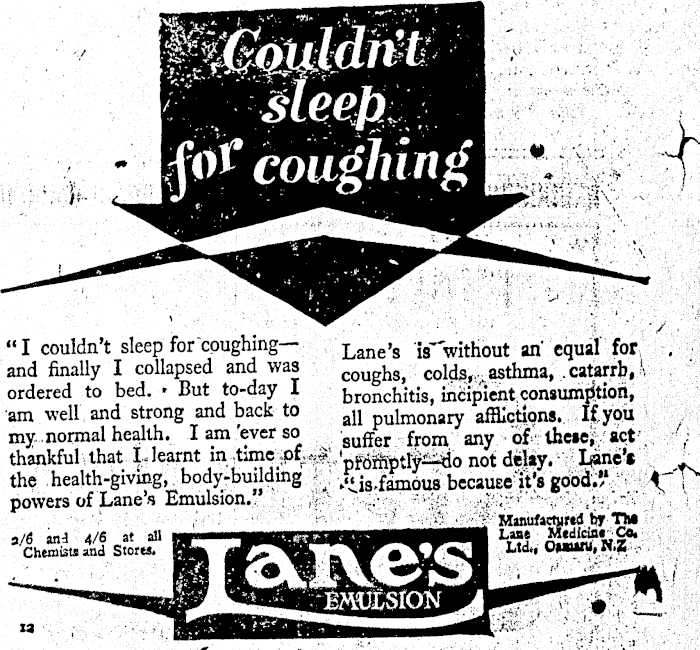 Couldn't
sleep
for coughing
"I couldn't sleep for coughing—
and finally I collapsed and was
ordered to bed. But to-day I
am well and strong and back to
my normal health. I am ever so
thankful that I learnt in time of
the health-giving, body-building
powers of Lane's Emulsion."
2/6 and 4/6 at all
Chemists and Stores.
Lane's is without an equal for
coughs, colds, asthma, catarrh,
bronchitis, incipient consumption,
all pulmonary afflictions. If you
suffer from any of these, act
promptly—do not delay. Lane's
"is famous because it's good."
Manufactured by The
Lane Medicine Co.
Ltd., Oamaru, N.Z
Lane's
EMULSION
12